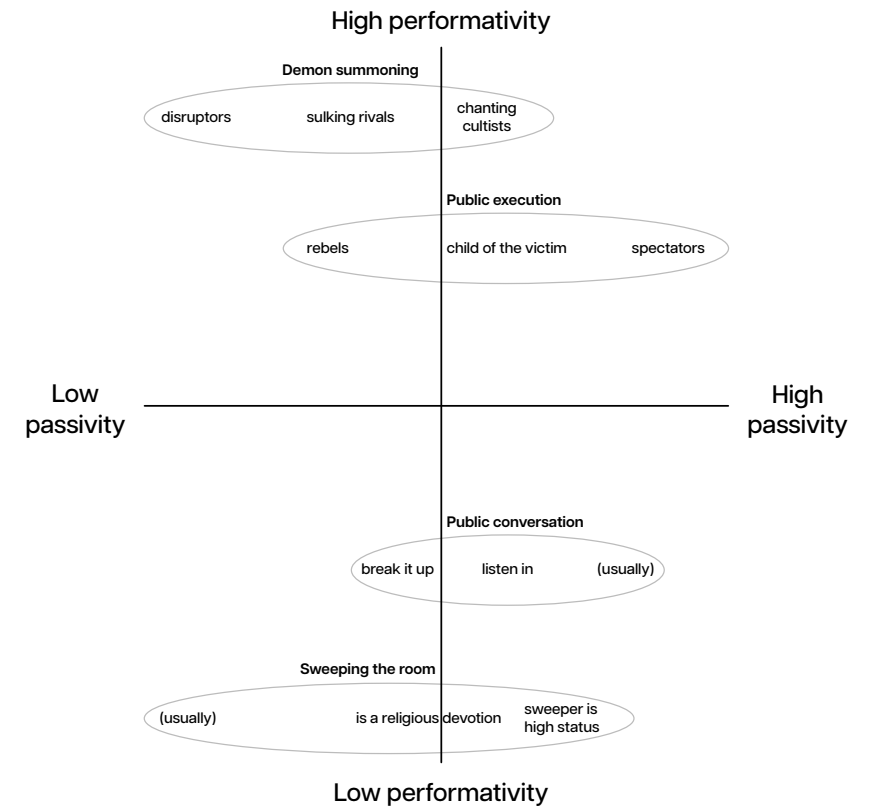 High performativity
Demon summoning
disruptors
sulking rivals
chanting
cultists
Public execution
rebels
child of the victim
spectators
Low
passivity
High
passivity
Public conversation
break it up
listen in
(usually)
Sweeping the room
(usually)
is a religious devotion
sweeper is
high status
Low performativity